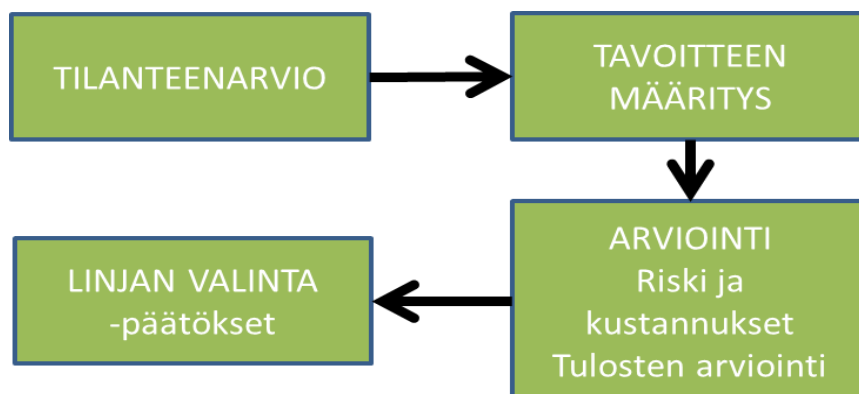 TILANTEENARVIO
TAVOITTEEN
MÄÄRITYS
ARVIOINTI
Riski ja
kustannukset
Tulosten arviointi
LINJAN VALINTA
-päätökset